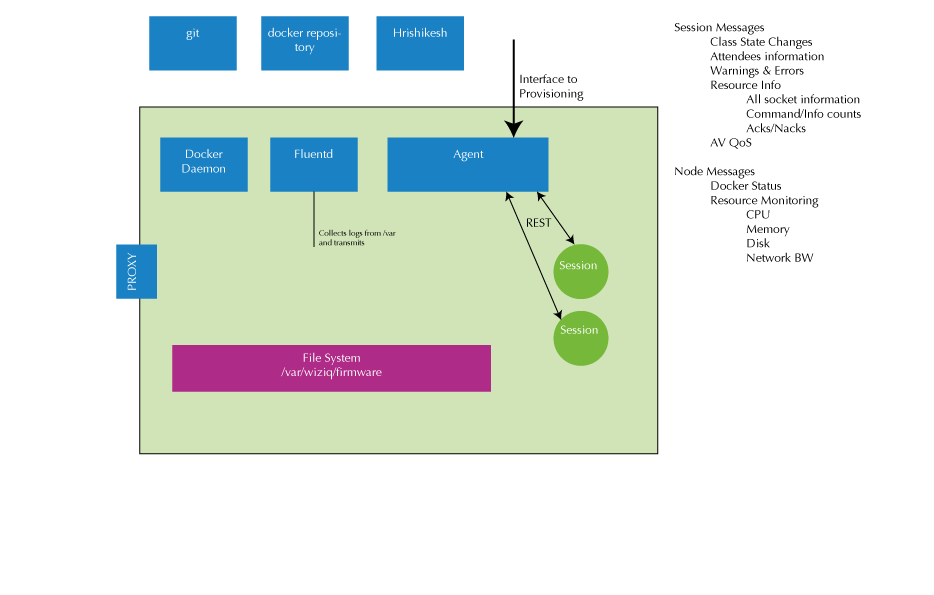 git
docker reposi-
tory
Hrishikesh
Interface to
Provisioning
Docker
Daemon
Fluentd
Agent
Collects logs from /var
and transmits
REST
PROXY
Session
Session
File System
/var/wiziq/firmware
Session Messages
Class State Changes
Attendees information
Warnings & Errors
Resource Info
All socket information
Command/Info counts
Acks/Nacks
AV QoS
Node Messages
Docker Status
Resource Monitoring
CPU
Memory
Disk
Network BW